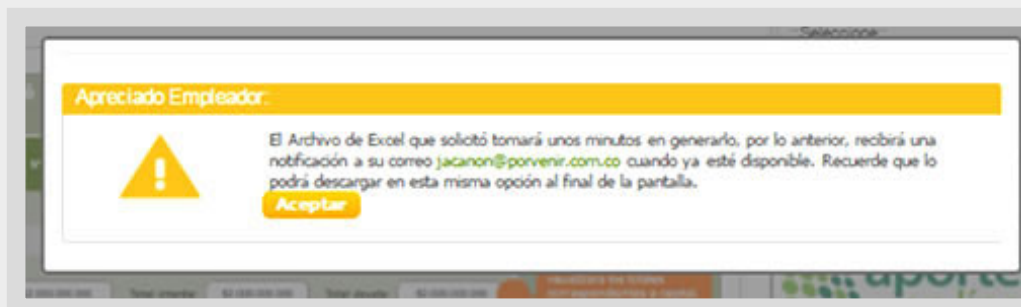 Seleccione
Apreciado Empleador:
El Archivo de Excel que solicitó tomará unos minutos en generarlo, por lo anterior, recibirá una
notificación a su correo jacanon@porvenir.com.co cuando ya esté disponible. Recuerde que lo
podrá descargar en esta misma opción al final de la pantalla.
Aceptar
aporte